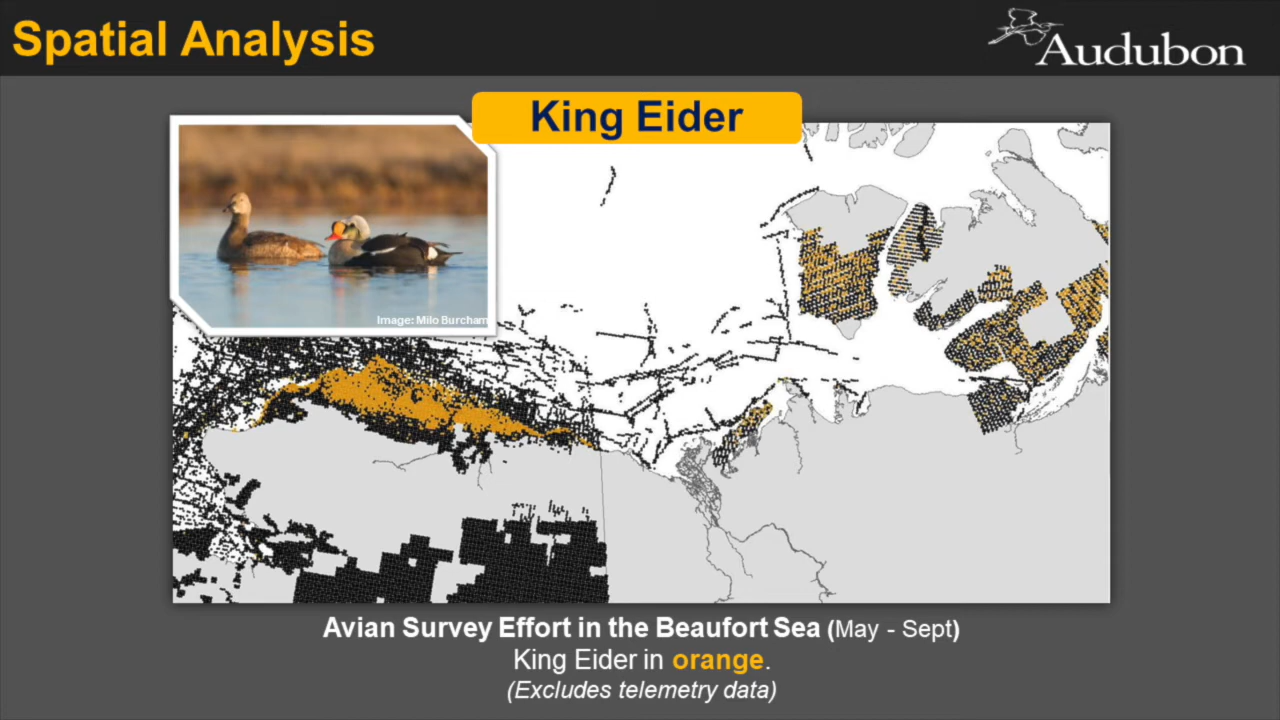 Spatial Analysis
Audubon
King Eider
Image: Milo Burcham
Avian Survey Effort in the Beaufort Sea (May - Sept)
King Eider in orange.
(Excludes telemetry data)